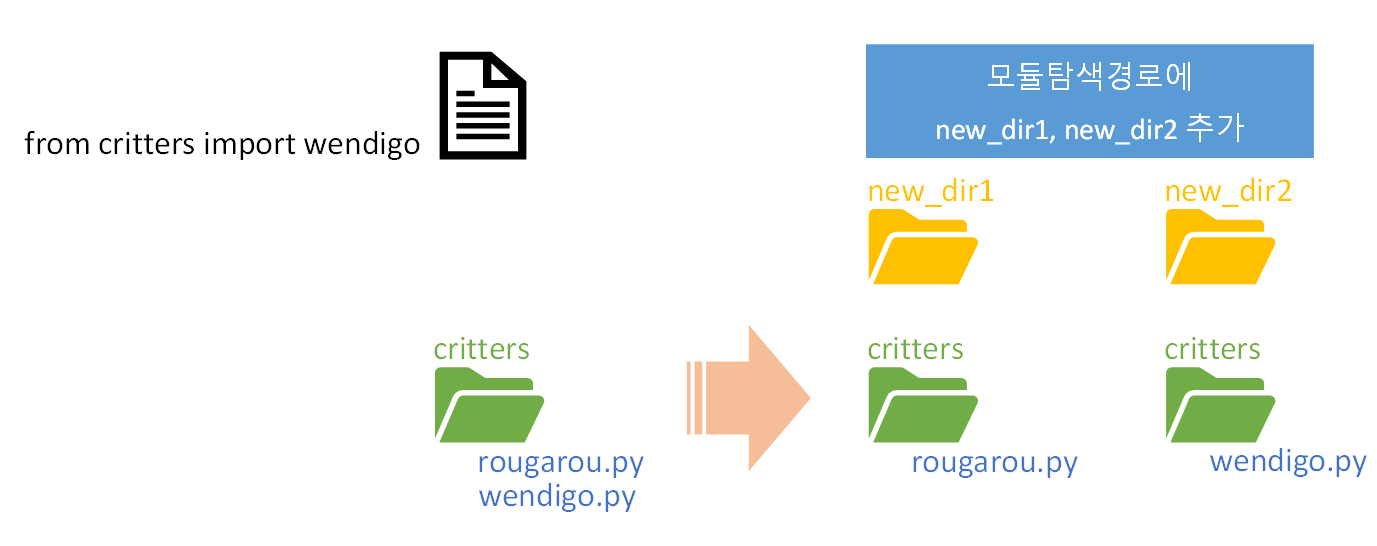 from critters import wendigo
모듈탐색경로에
new_dir1, new_dir2 추가
new_dir1
new_dir2
critters
critters
critters
rougarou.py
wendigo.py
rougarou.py
wendigo.py